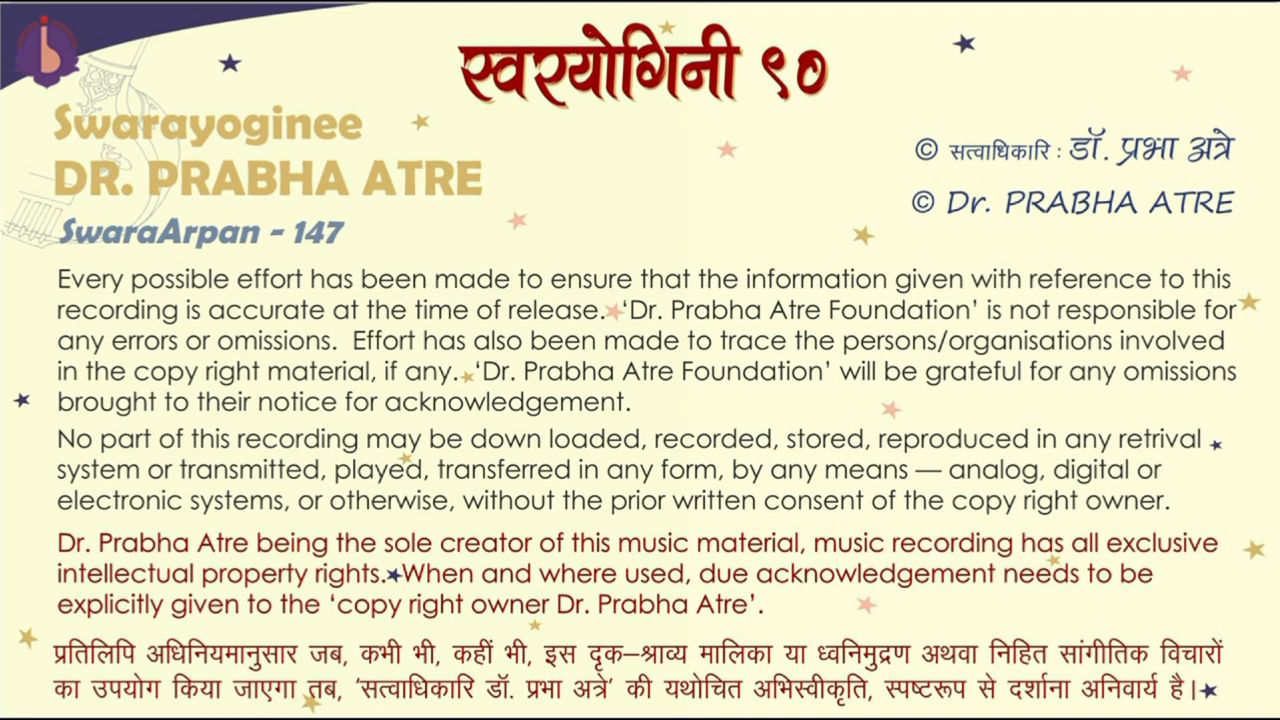 स्वरयोगिनी ९०
Swarayoginee
DR. PRABHA ATRE
SwaraArpan - 147
© सत्वाधिकारि : डॉ. प्रभा अत्रे
© Dr. PRABHA ATRE
Every possible effort has been made to ensure that the information given with reference to this
recording is accurate at the time of release. ‘Dr. Prabha Atre Foundation’ is not responsible for
any errors or omissions. Effort has also been made to trace the persons/organisations involved
in the copy right material, if any. ‘Dr. Prabha Atre Foundation’ will be grateful for any omissions
brought to their notice for acknowledgement.
No part of this recording may be down loaded, recorded, stored, reproduced in any retrival
system or transmitted, played, transferred in any form, by any means — analog, digital or
electronic systems, or otherwise, without the prior written consent of the copy right owner.
Dr. Prabha Atre being the sole creator of this music material, music recording has all exclusive
intellectual property rights. When and where used, due acknowledgement needs to be
explicitly given to the ‘copy right owner Dr. Prabha Atre’.
प्रतिलिपि अधिनियमानुसार जब, कभी भी, कहीं भी, इस दृक–श्राव्य मालिका या ध्वनिमुद्रण अथवा निहित सांगीतिक विचारों
का उपयोग किया जाएगा तब, ‘सत्वाधिकारि डॉ. प्रभा अत्रे’ की यथोचित अभिस्वीकृति, स्पष्टरूप से दर्शाना अनिवार्य है।